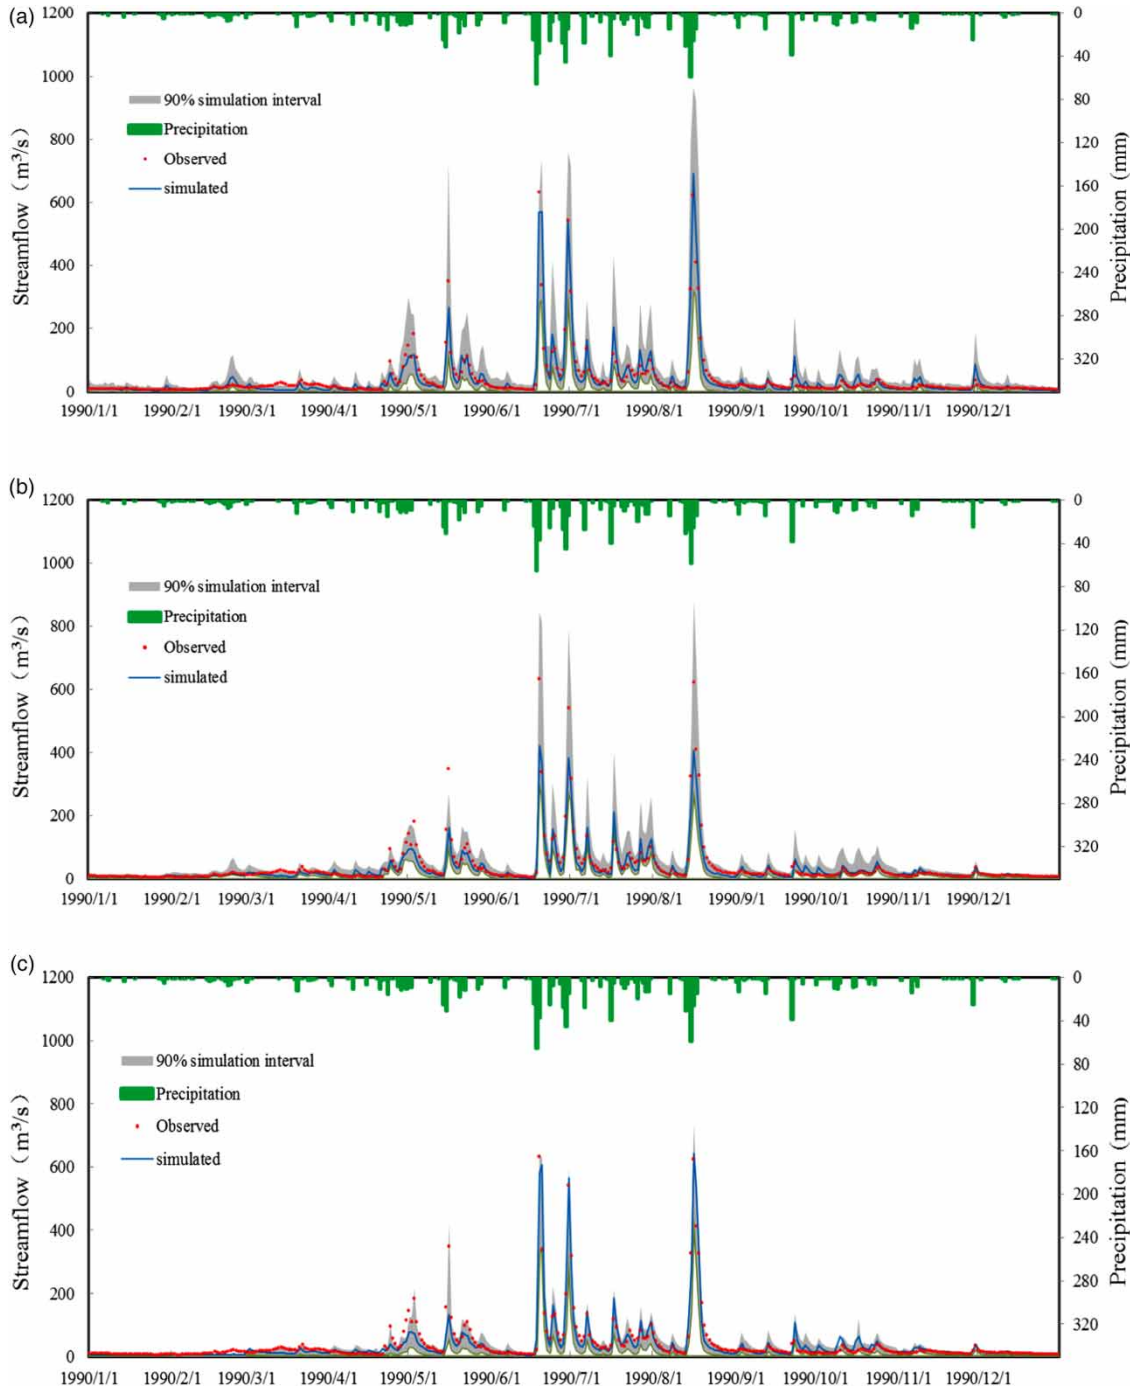 (a)
1200
1000
800
600
400
200
0
Streamflow (m³/s)
90% simulation interval
Precipitation
Observed
simulated
0
40
80
120
160
200
240
280
320
Precipitation (mm)
1990/1/1 1990/2/1 1990/3/1 1990/4/1 1990/5/1 1990/6/1 1990/7/1 1990/8/1 1990/9/1 1990/10/1 1990/11/1 1990/12/1
(b)
1200
1000
800
600
400
200
0
Streamflow (m³/s)
90% simulation interval
Precipitation
Observed
simulated
0
40
80
120
160
200
240
280
320
Precipitation (mm)
1990/1/1 1990/2/1 1990/3/1 1990/4/1 1990/5/1 1990/6/1 1990/7/1 1990/8/1 1990/9/1 1990/10/1 1990/11/1 1990/12/1
(c)
1200
1000
800
600
400
200
0
Streamflow (m³/s)
90% simulation interval
Precipitation
Observed
simulated
0
40
80
120
160
200
240
280
320
Precipitation (mm)
1990/1/1 1990/2/1 1990/3/1 1990/4/1 1990/5/1 1990/6/1 1990/7/1 1990/8/1 1990/9/1 1990/10/1 1990/11/1 1990/12/1